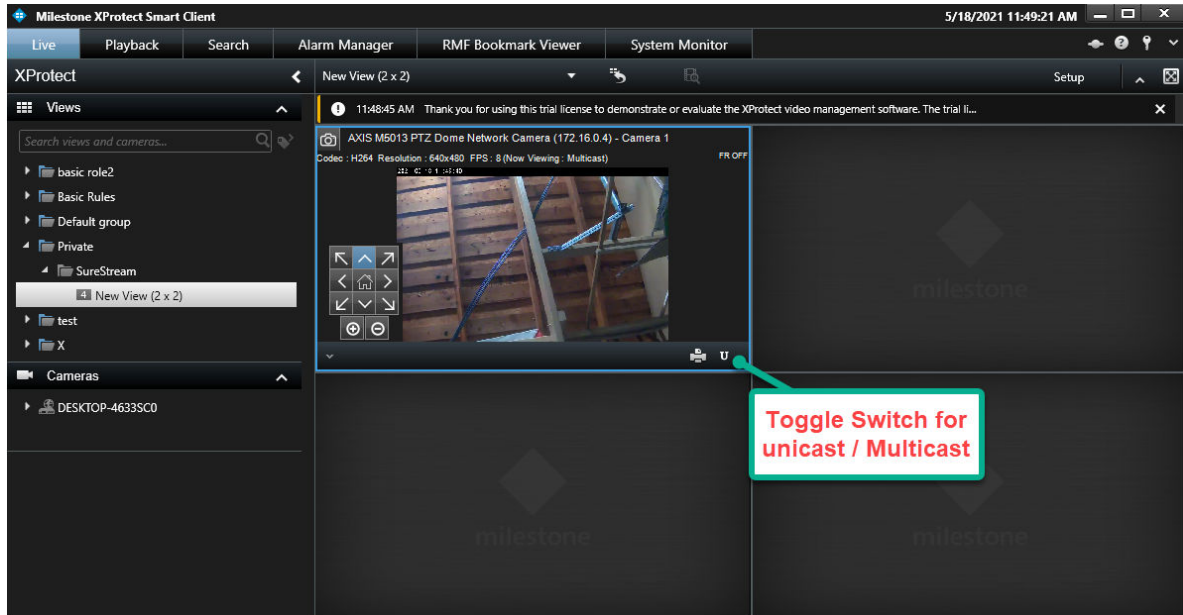 Milestone XProtect Smart Client
5/18/2021 11:49:21 AM
Live Playback Search Alarm Manager RMF Bookmark Viewer System Monitor
XProtect
New View (2 x 2)
Setup
Views
11:48:45 AM Thank you for using this trial license to demonstrate or evaluate the XProtect video management software. The trial li...
Search views and cameras...
AXIS M5013 PTZ Dome Network Camera (172.16.0.4) - Camera 1
Codec : H264 Resolution : 640x480 FPS : 8 (Now Viewing : Multicast)
FR OFF
basic role2
Basic Rules
Default group
Private
SureStream
4 New View (2 x 2)
test
X
U
milestone
Cameras
DESKTOP-4633SC0
Toggle Switch for
unicast / Multicast
milestone
milestone